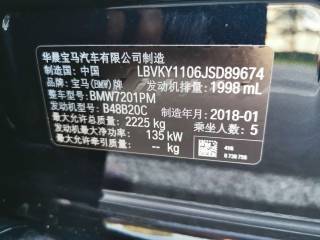 华晨宝马汽车有限公司制造
制造国：中国 LBVKY1106JSD89674
品牌：宝马(BMW)牌 发动机排量：1998 mL
整车型号：BMW7201PM
发动机型号：B48B20C 制造年月：2018-01
最大允许总质量： 2225 kg 乘坐人数：5
发动机最大净功率： 135 kW
最大允许牵引质量： -- kg